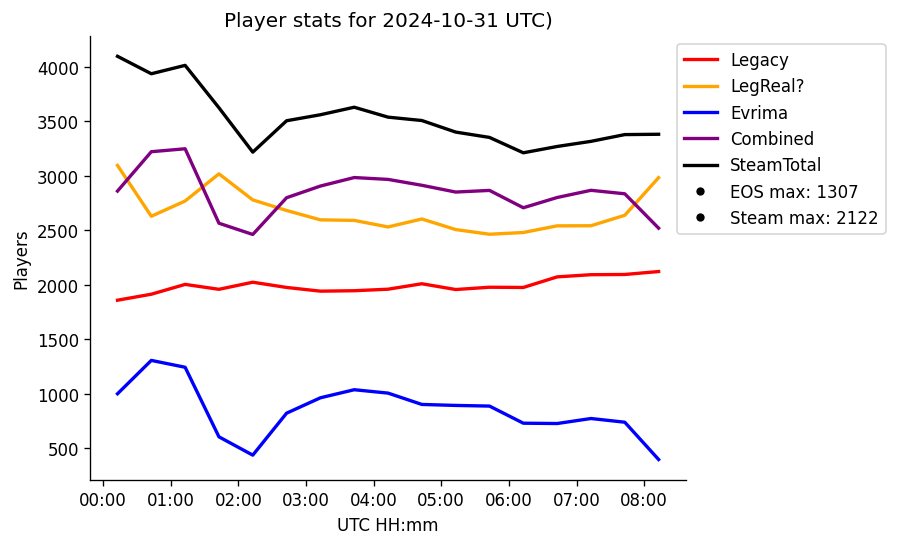 Player stats for 2024-10-31 UTC)
Legacy
LegReal?
Evrima
Combined
SteamTotal
EOS max: 1307
Steam max: 2122
Players
4000
3500
3000
2500
2000
1500
1000
500
00:00 01:00 02:00 03:00 04:00 05:00 06:00 07:00 08:00
UTC HH:mm